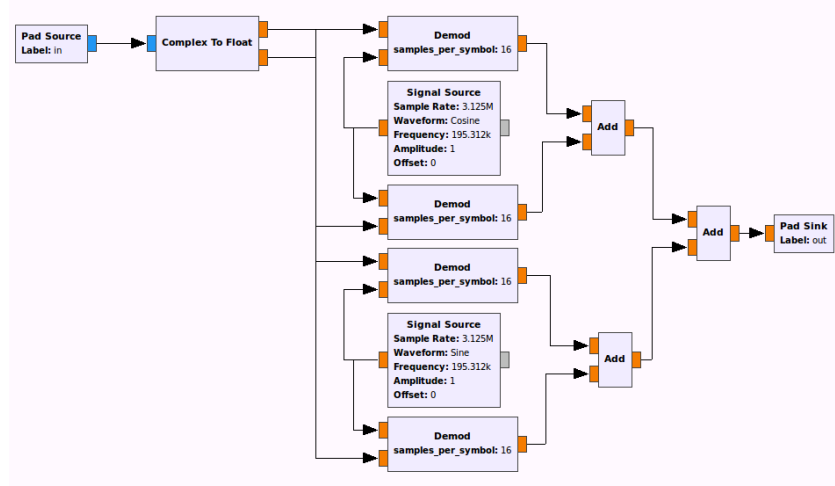 Pad Source
Label: in
Complex To Float
Demod
samples_per_symbol: 16
Signal Source
Sample Rate: 3.125M
Waveform: Cosine
Frequency: 195.312k
Amplitude: 1
Offset: 0
Demod
samples_per_symbol: 16
Demod
samples_per_symbol: 16
Signal Source
Sample Rate: 3.125M
Waveform: Sine
Frequency: 195.312k
Amplitude: 1
Offset: 0
Demod
samples_per_symbol: 16
Add
Add
Add
Pad Sink
Label: out